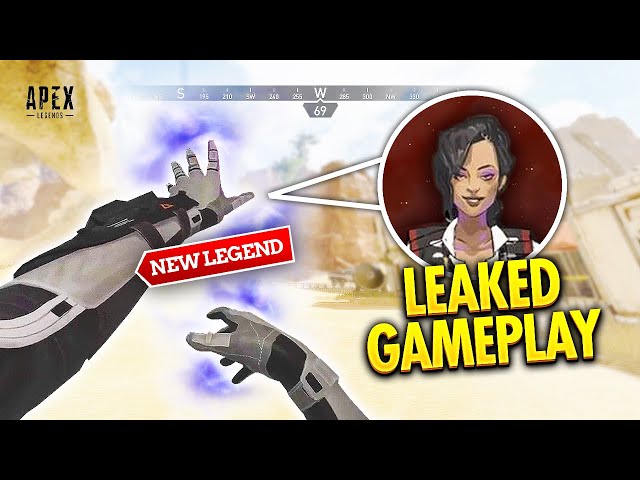 APEX
LEGENDS
S 195 210 SW 240 255 W 285 300 NW 330
69
NEW LEGEND
LEAKED
GAMEPLAY